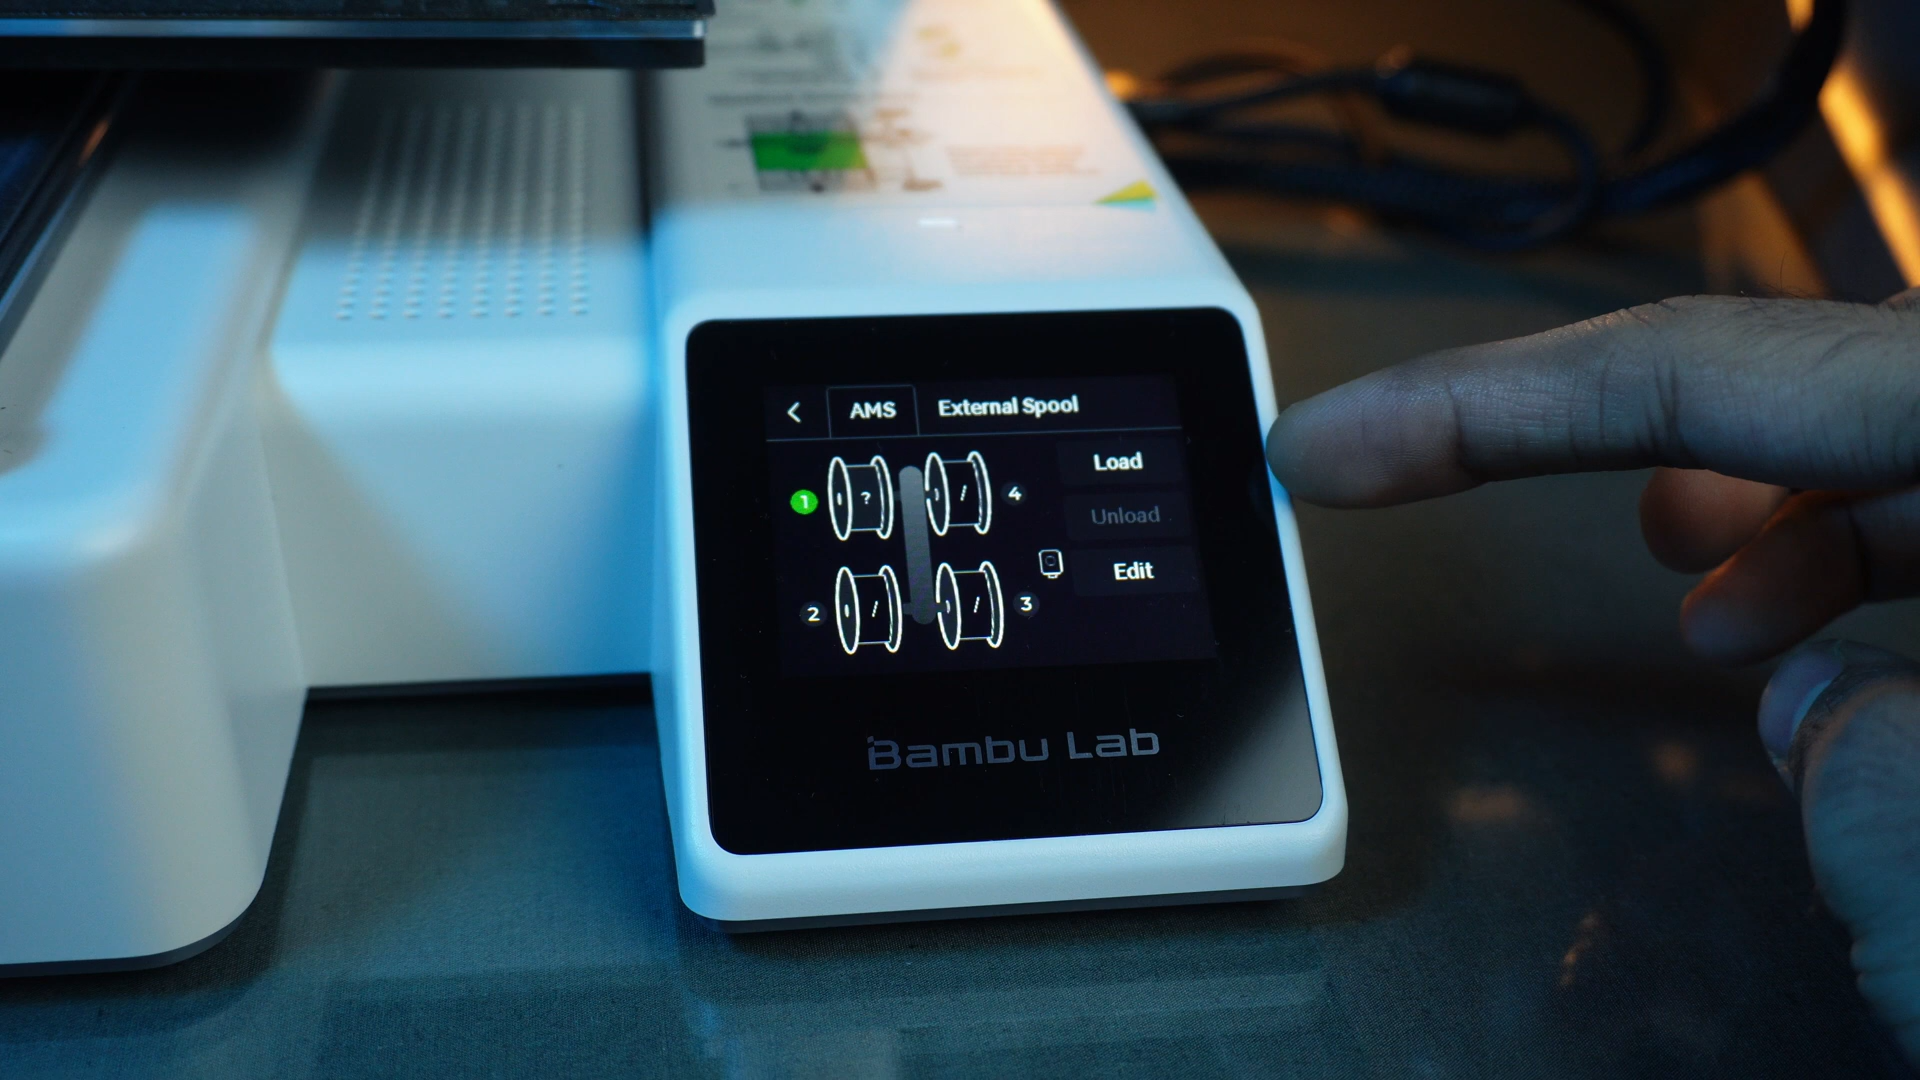 AMS External Spool
1 ? / 4 Load
Unload
2 / / 3 Edit
Bambu Lab